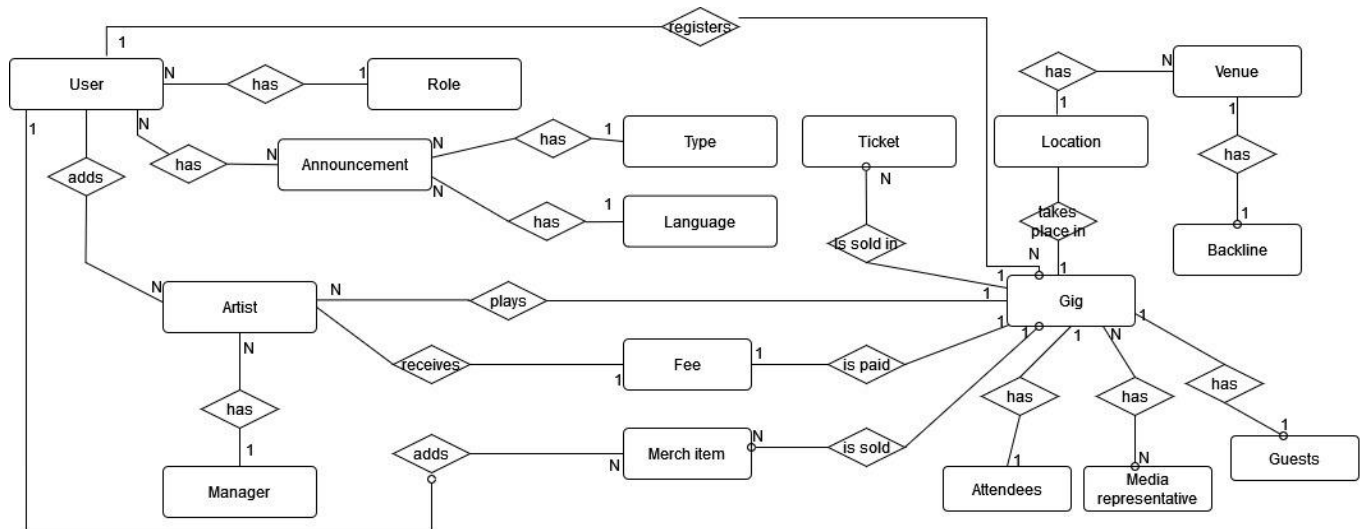 registers
1
1
User
N
has
1
Role
has
N
Venue
1
1
1
N
N
has
N
Announcement
N
has
1
Type
Ticket
N
Location
has
adds
N
has
1
Language
Is sold in
takes
place in
1
Backline
N
1
1
N
Artist
N
plays
1
Gig
N
receives
1
Fee
1
is paid
1
1
1
N
1
has
1
Manager
adds
N
Merch item
N
is sold
has
1
Attendees
has
N
Media
representative
has
1
Guests